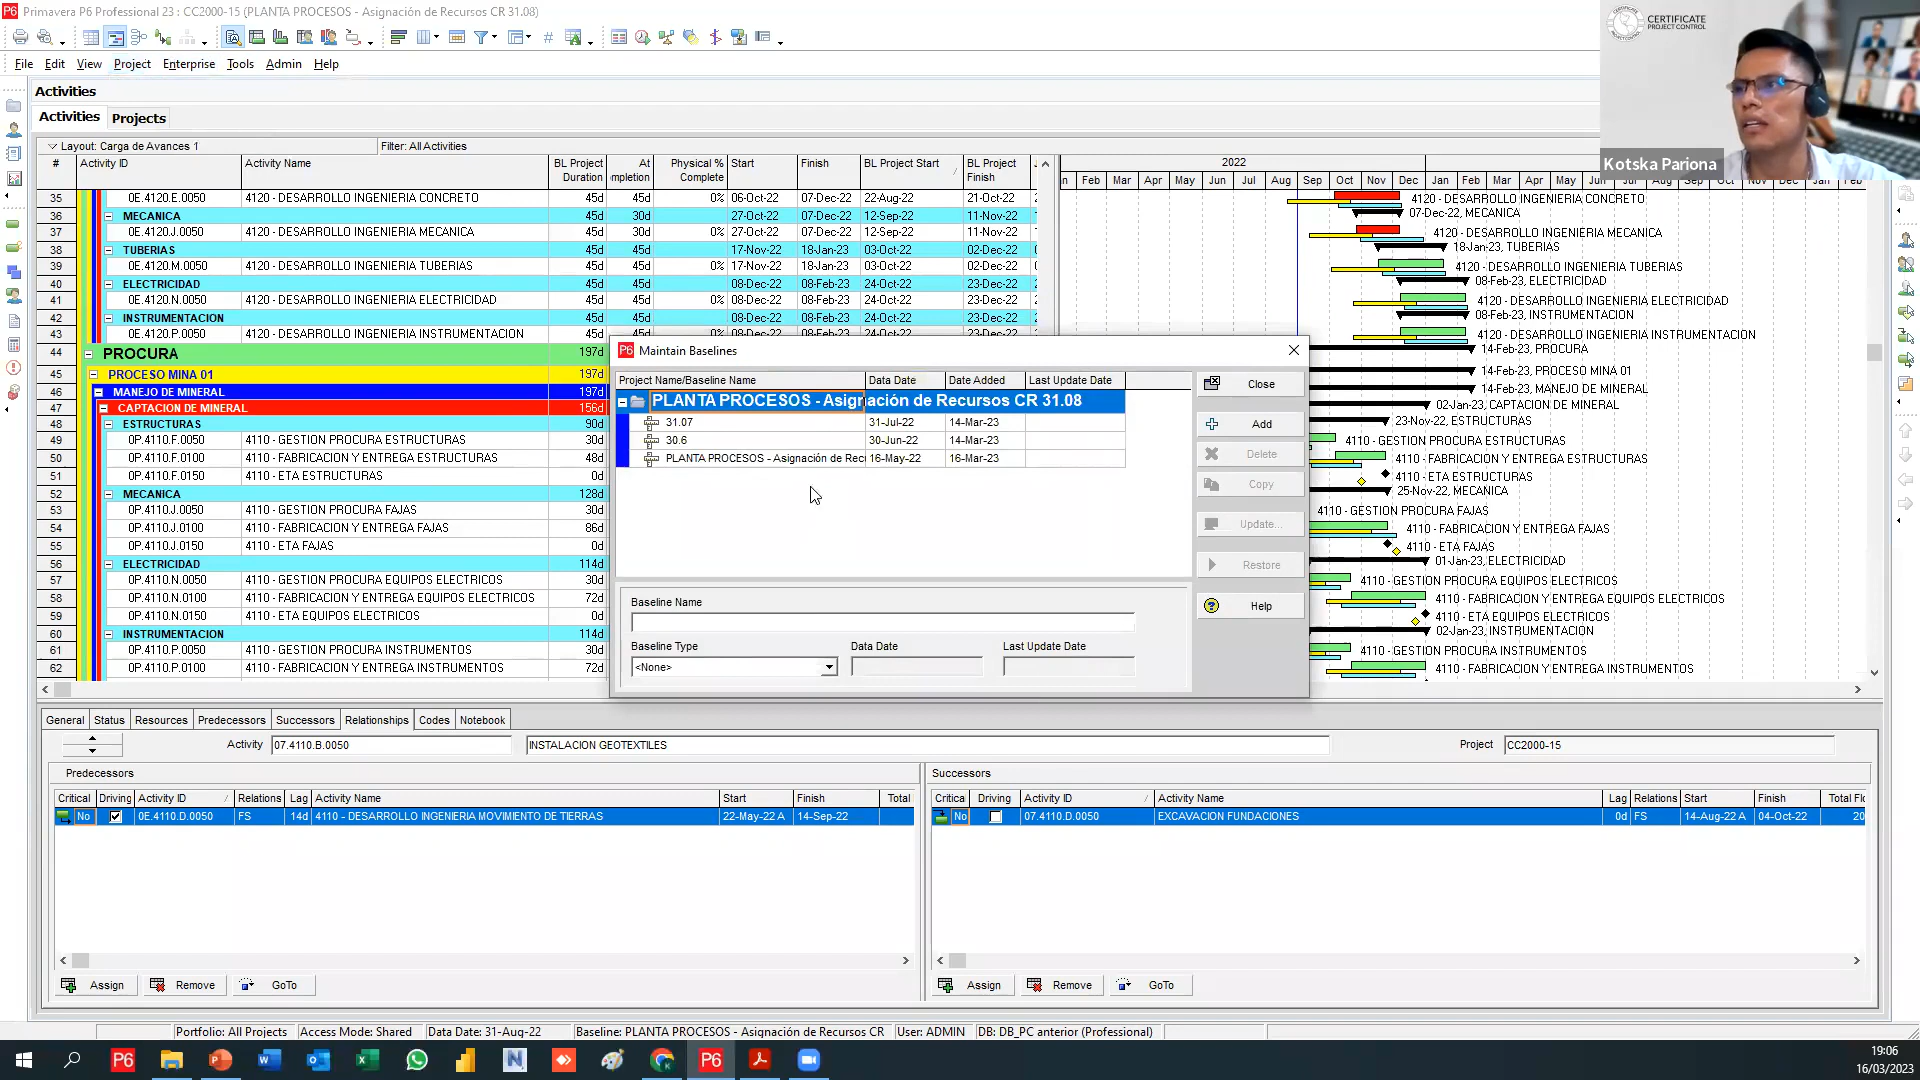 Primavera P6 Professional 23 : CC2000-15 (PLANTA PROCESOS - Asignación de Recursos CR 31.08)
File Edit View Project Enterprise Tools Admin Help
CERTIFICATE
PROJECT CONTROL
Kotska Pariona
Activities
Activities Projects
Layout: Carga de Avances 1 Filter: All Activities
# Activity ID Activity Name BL Project Duration At mpletion Physical % Complete Start Finish BL Project Start BL Project Finish
2022
Feb Mar Apr May Jun Jul Aug Sep Oct Nov Dec Jan Feb Mar Apr May Jun
35 0E.4120.E.0050 4120 - DESARROLLO INGENIERIA CONCRETO 45d 45d 0% 06-Oct-22 07-Dec-22 22-Aug-22 21-Oct-22
36 MECANICA 45d 30d 0% 27-Oct-22 07-Dec-22 12-Sep-22 11-Nov-22
37 0E.4120.J.0050 4120 - DESARROLLO INGENIERIA MECANICA 45d 30d 0% 27-Oct-22 07-Dec-22 12-Sep-22 11-Nov-22
38 TUBERIAS 45d 45d 0% 17-Nov-22 18-Jan-23 03-Oct-22 02-Dec-22
39 0E.4120.M.0050 4120 - DESARROLLO INGENIERIA TUBERIAS 45d 45d 0% 17-Nov-22 18-Jan-23 03-Oct-22 02-Dec-22
40 ELECTRICIDAD 45d 45d 0% 08-Dec-22 08-Feb-23 24-Oct-22 23-Dec-22
41 0E.4120.N.0050 4120 - DESARROLLO INGENIERIA ELECTRICIDAD 45d 45d 0% 08-Dec-22 08-Feb-23 24-Oct-22 23-Dec-22
42 INSTRUMENTACION 45d 45d 0% 08-Dec-22 08-Feb-23 24-Oct-22 23-Dec-22
43 0E.4120.P.0050 4120 - DESARROLLO INGENIERIA INSTRUMENTACION 45d 45d 0% 08-Dec-22 08-Feb-23 24-Oct-22 23-Dec-22
44 PROCURA 197d
45 PROCESO MINA 01 197d
46 MANEJO DE MINERAL 197d
47 CAPTACION DE MINERAL 156d
48 ESTRUCTURAS 90d
49 0P.4110.F.0050 4110 - GESTION PROCURA ESTRUCTURAS 30d
50 0P.4110.F.0100 4110 - FABRICACION Y ENTREGA ESTRUCTURAS 48d
51 0P.4110.F.0150 4110 - ETA ESTRUCTURAS 0d
52 MECANICA 128d
53 0P.4110.J.0050 4110 - GESTION PROCURA FAJAS 30d
54 0P.4110.J.0100 4110 - FABRICACION Y ENTREGA FAJAS 86d
55 0P.4110.J.0150 4110 - ETA FAJAS 0d
56 ELECTRICIDAD 114d
57 0P.4110.N.0050 4110 - GESTION PROCURA EQUIPOS ELECTRICOS 30d
58 0P.4110.N.0100 4110 - FABRICACION Y ENTREGA EQUIPOS ELECTRICOS 72d
59 0P.4110.N.0150 4110 - ETA EQUIPOS ELECTRICOS 0d
60 INSTRUMENTACION 114d
61 0P.4110.P.0050 4110 - GESTION PROCURA INSTRUMENTOS 30d
62 0P.4110.P.0100 4110 - FABRICACION Y ENTREGA INSTRUMENTOS 72d
4120 - DESARROLLO INGENIERIA CONCRETO
07-Dec-22, MECANICA
4120 - DESARROLLO INGENIERIA MECANICA
18-Jan-23, TUBERIAS
4120 - DESARROLLO INGENIERIA TUBERIAS
08-Feb-23, ELECTRICIDAD
4120 - DESARROLLO INGENIERIA ELECTRICIDAD
08-Feb-23, INSTRUMENTACION
4120 - DESARROLLO INGENIERIA INSTRUMENTACION
14-Feb-23, PROCURA
14-Feb-23, PROCESO MINA 01
14-Feb-23, MANEJO DE MINERAL
02-Jan-23, CAPTACION DE MINERAL
23-Nov-22, ESTRUCTURAS
4110 - GESTION PROCURA ESTRUCTURAS
4110 - FABRICACION Y ENTREGA ESTRUCTURAS
4110 - ETA ESTRUCTURAS
25-Nov-22, MECANICA
4110 - GESTION PROCURA FAJAS
4110 - FABRICACION Y ENTREGA FAJAS
4110 - ETA FAJAS
01-Jan-23, ELECTRICIDAD
4110 - GESTION PROCURA EQUIPOS ELECTRICOS
4110 - FABRICACION Y ENTREGA EQUIPOS ELECTRICOS
4110 - ETA EQUIPOS ELECTRICOS
02-Jan-23, INSTRUMENTACION
4110 - GESTION PROCURA INSTRUMENTOS
4110 - FABRICACION Y ENTREGA INSTRUMENTOS
Maintain Baselines
Project Name/Baseline Name Data Date Date Added Last Update Date
PLANTA PROCESOS - Asignación de Recursos CR 31.08
31.07 31-Jul-22 14-Mar-23
30.6 30-Jun-22 14-Mar-23
PLANTA PROCESOS - Asignación de Rec 16-May-22 16-Mar-23
Close
Add
Delete
Copy
Update...
Restore
Help
Baseline Name
Baseline Type Data Date Last Update Date
<None>
General Status Resources Predecessors Successors Relationships Codes Notebook
Activity 07.4110.B.0050 INSTALACION GEOTEXTILES Project CC2000-15
Predecessors
Critical Driving Activity ID Relations Lag Activity Name Start Finish Total
No 0E.4110.D.0050 FS 14d 4110 - DESARROLLO INGENIERIA MOVIMIENTO DE TIERRAS 22-May-22 A 14-Sep-22
Assign Remove GoTo
Successors
Critica Driving Activity ID Activity Name Lag Relations Start Finish Total Flo
No 07.4110.D.0050 EXCAVACION FUNDACIONES 0d FS 14-Aug-22 A 04-Oct-22 20
Assign Remove GoTo
Portfolio: All Projects Access Mode: Shared Data Date: 31-Aug-22 Baseline: PLANTA PROCESOS - Asignación de Recursos CR User: ADMIN DB: DB_PC anterior (Professional)
19:06
16/03/2023